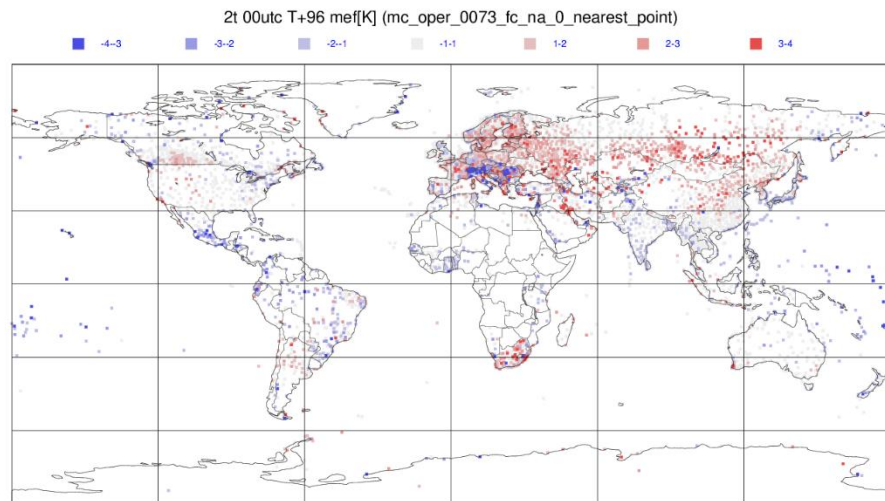 2t 00utc T+96 mef[K] (mc_oper_0073_fc_na_0_nearest_point)
-4--3 -3--2 -2--1 -1-1 1-2 2-3 3-4